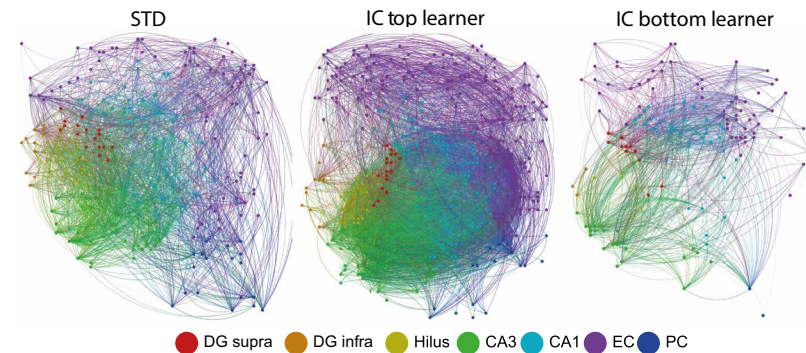 STD IC top learner IC bottom learner
DG supra DG infra Hilus CA3 CA1 EC PC